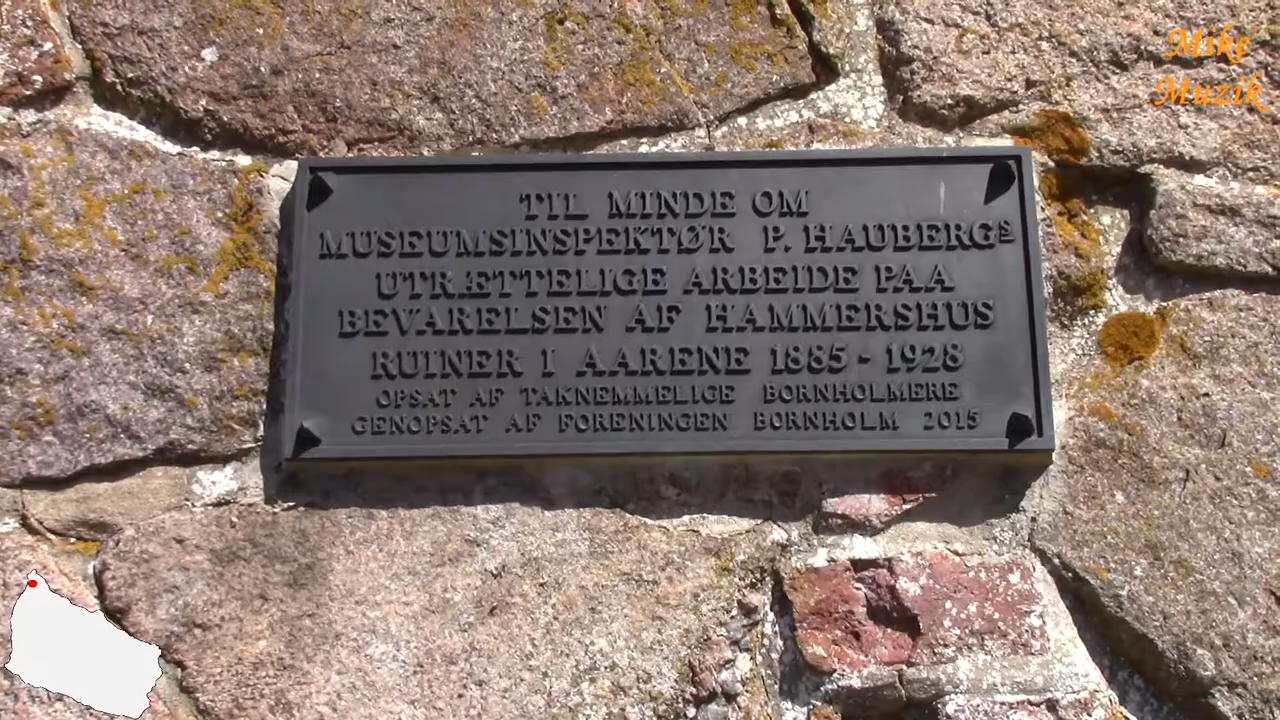 Mike
Muzik
TIL MINDE OM
MUSEUMSINSPEKTØR P. HAUBERGS
UTRÆTTELIGE ARBEIDE PAA
BEVARELSEN AF HAMMERSHUS
RUINER I AARENE 1885 - 1928
OPSAT AF TAKNEMMELIGE BORNHOLMERE
GENOPSAT AF FORENINGEN BORNHOLM 2015